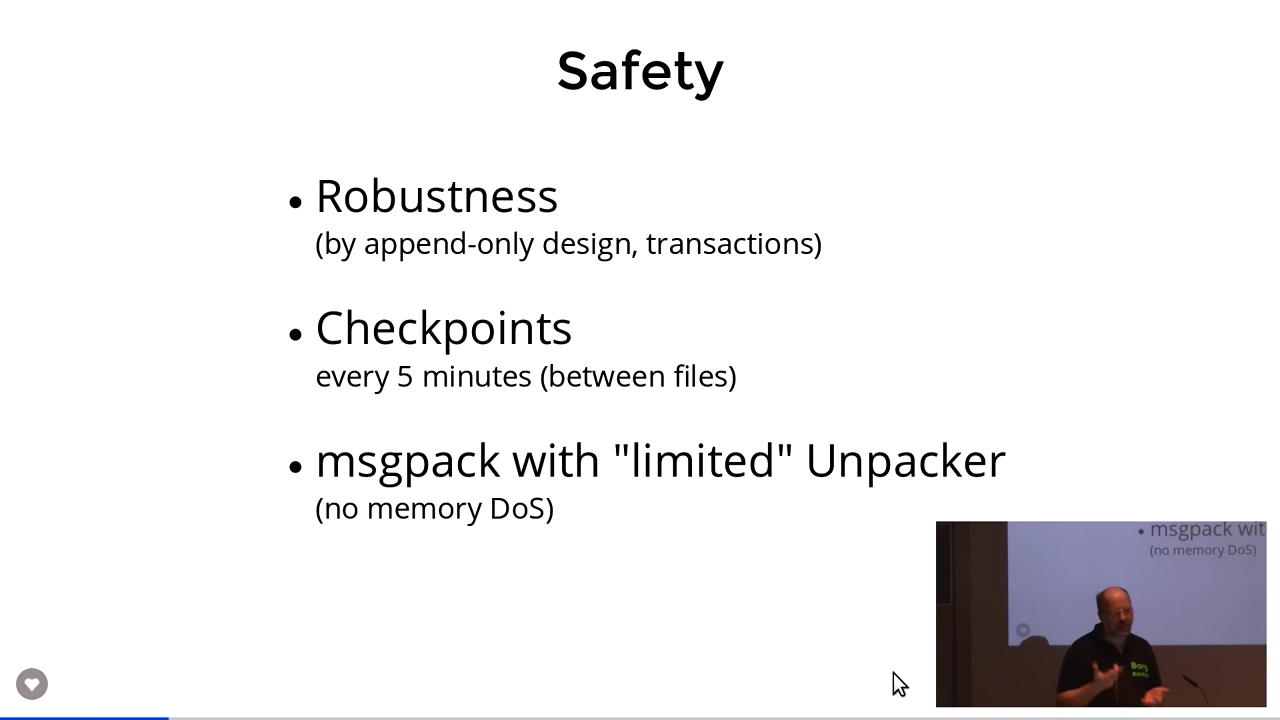 Safety
• Robustness
(by append-only design, transactions)
• Checkpoints
every 5 minutes (between files)
• msgpack with "limited" Unpacker
(no memory DoS)
• msgpack wit
(no memory DoS)
Borg